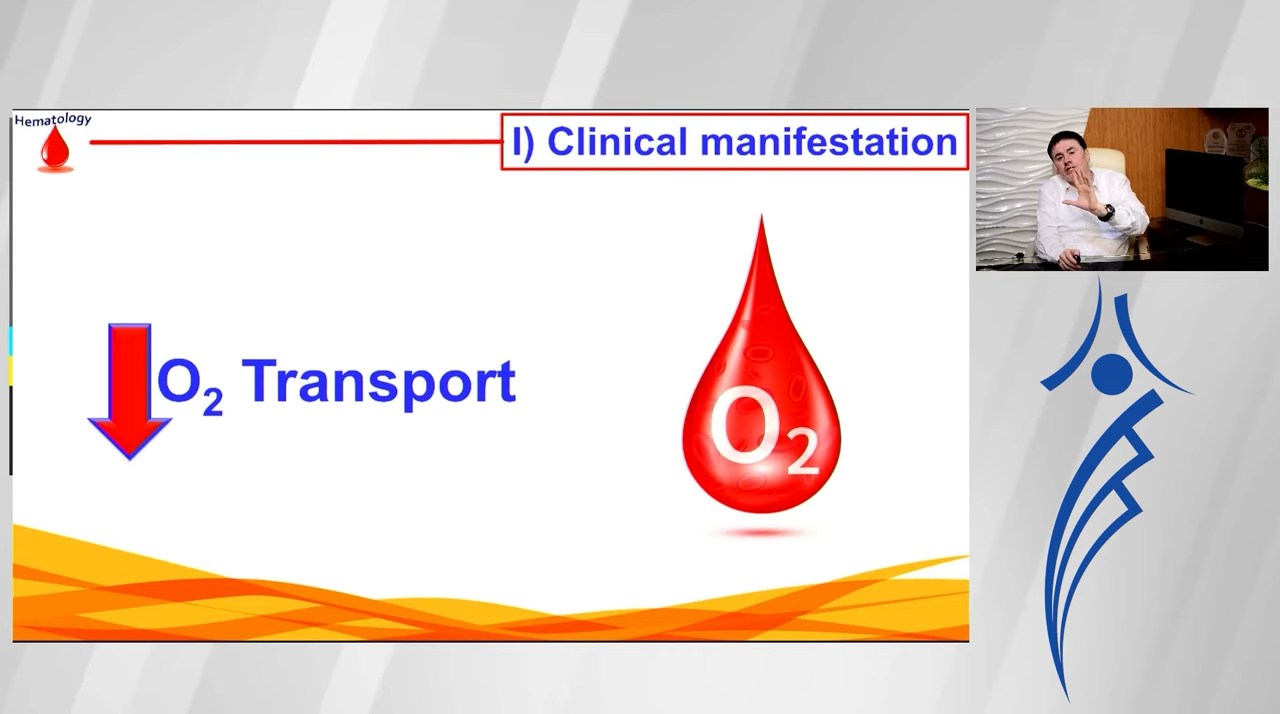 Hematology
I) Clinical manifestation
O₂ Transport
O₂